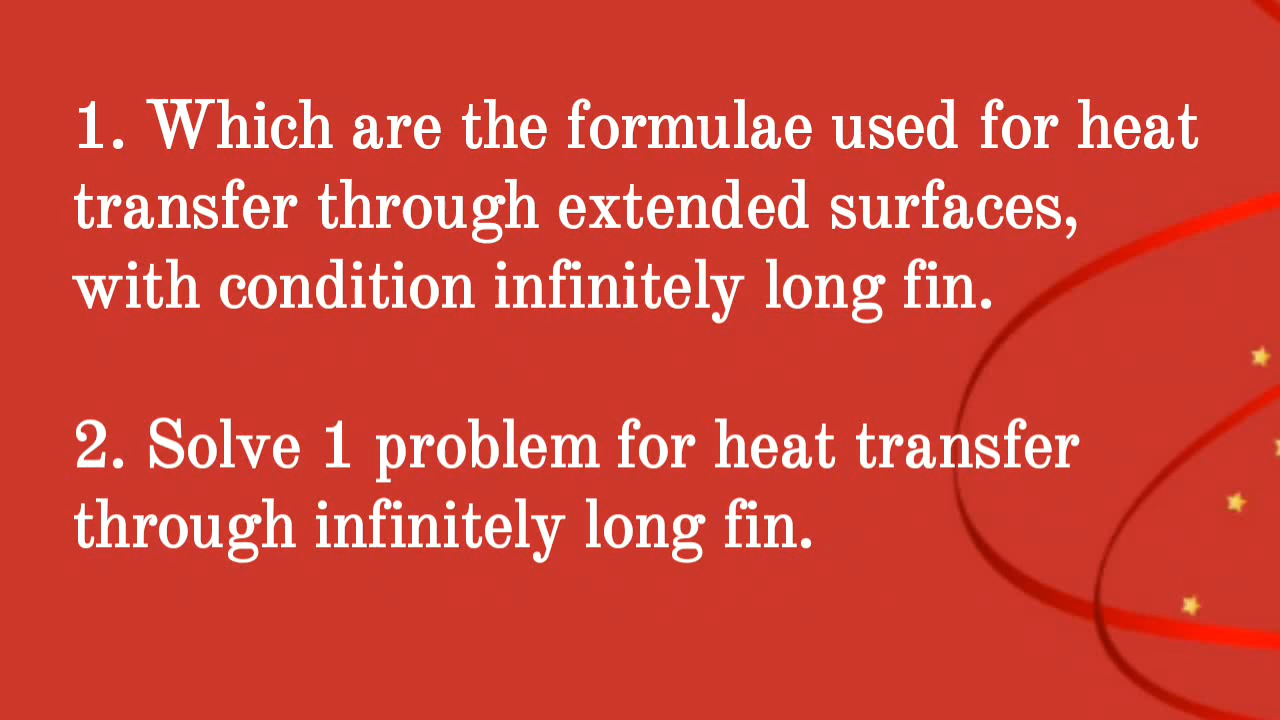 1. Which are the formulae used for heat
transfer through extended surfaces,
with condition infinitely long fin.
2. Solve 1 problem for heat transfer
through infinitely long fin.